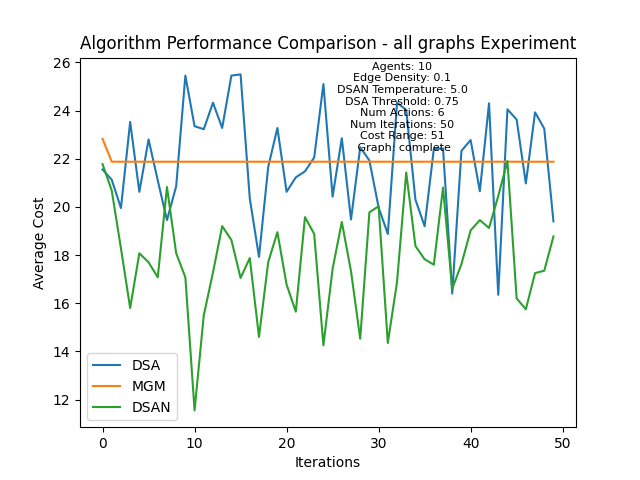 Algorithm Performance Comparison - all graphs Experiment
Agents: 10
Edge Density: 0.1
DSAN Temperature: 5.0
DSA Threshold: 0.75
Num Actions: 6
Num Iterations: 50
Cost Range: 51
Graph: complete
26
24
22
20
18
16
14
12
Average Cost
DSA
MGM
DSAN
0 10 20 30 40 50
Iterations